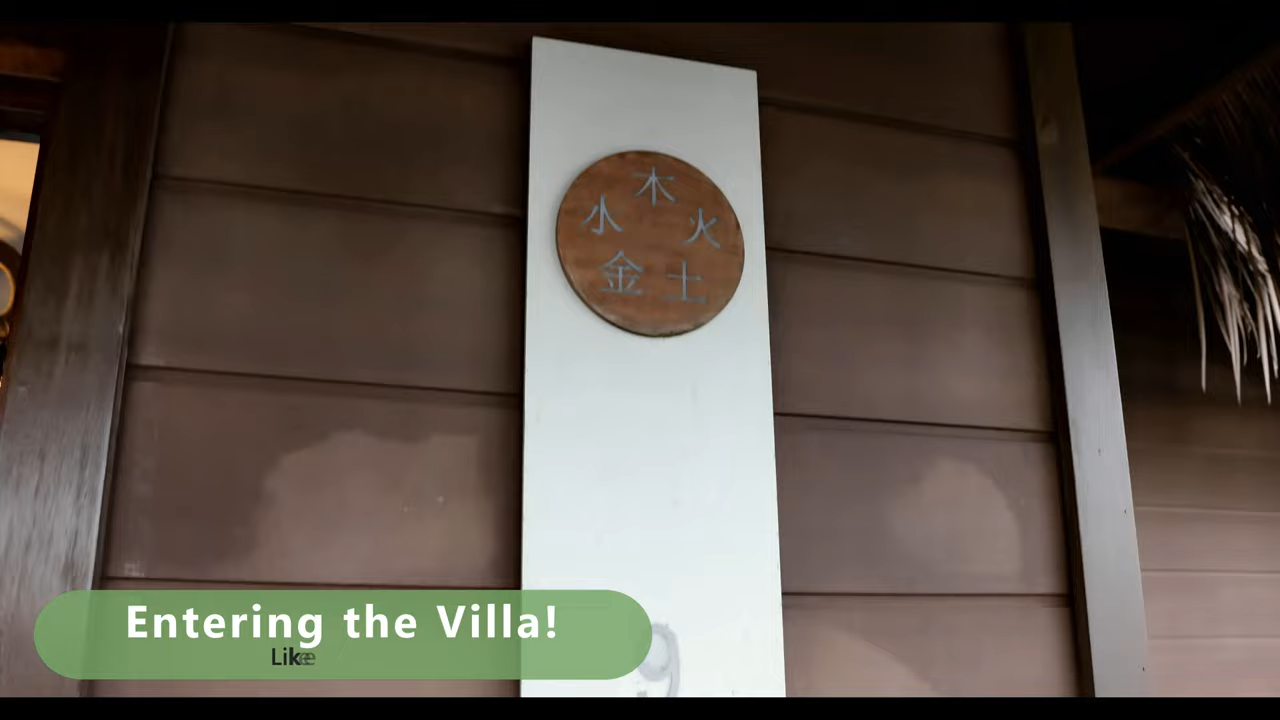 木
水 火
金 土
Entering the Villa!
Like